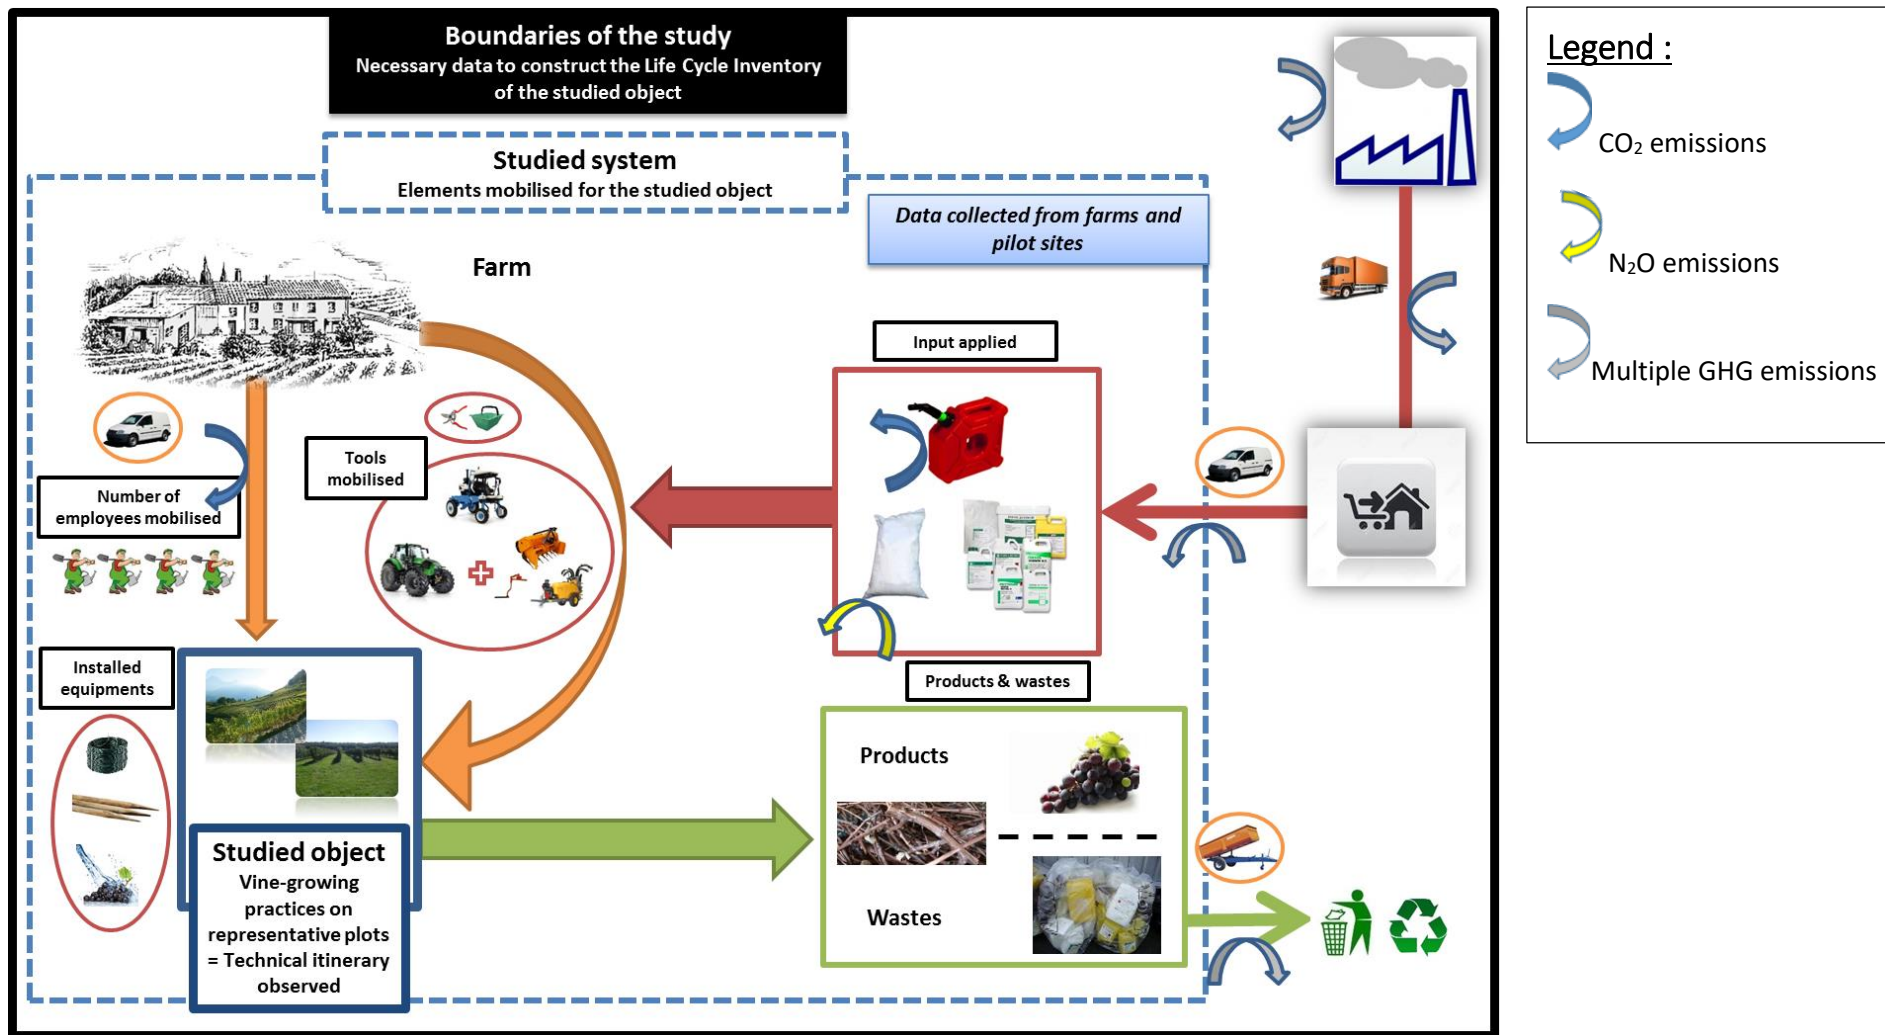 Boundaries of the study
Necessary data to construct the Life Cycle Inventory
of the studied object
Legend :
CO₂ emissions
N₂O emissions
Multiple GHG emissions
Studied system
Elements mobilised for the studied object
Data collected from farms and
pilot sites
Farm
Input applied
Tools
mobilised
Number of
employees mobilised
Installed
equipments
Products & wastes
Products
Wastes
Studied object
Vine-growing
practices on
representative plots
= Technical itinerary
observed